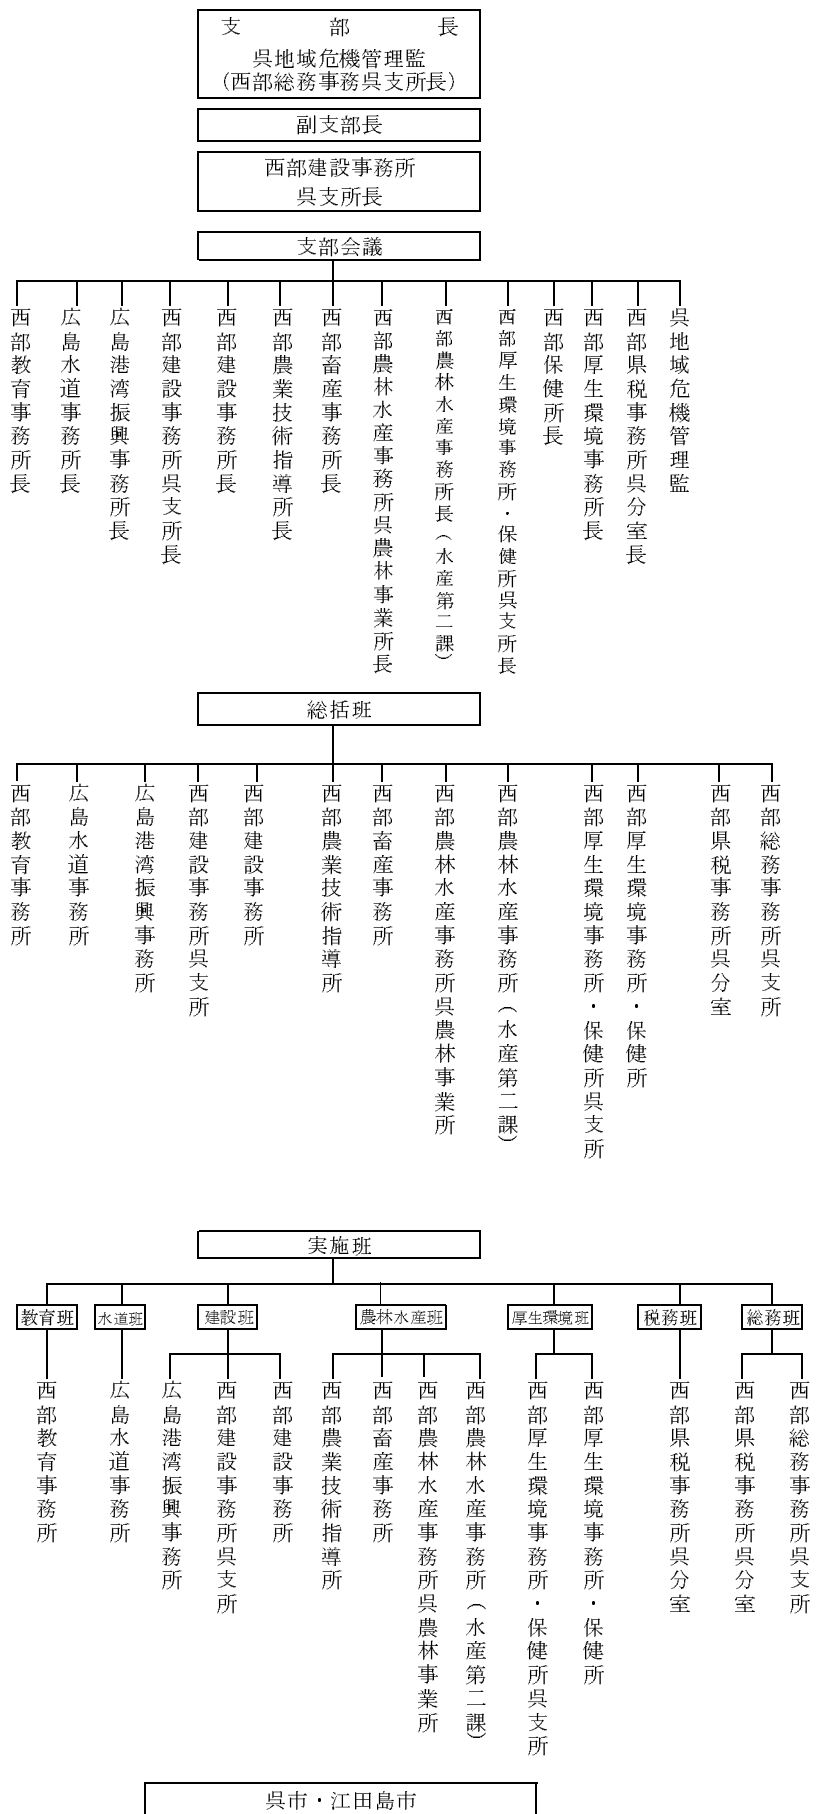 支部長
呉地域危機管理監
（西部総務事務呉支所長）
副支部長
西部建設事務所
呉支所長
支部会議
呉地域危機管理監
西部県税事務所呉分室長
西部厚生環境事務所長
西部保健所長
西部厚生環境事務所・保健所呉支所長
西部農林水産事務所長（水産第二課）
西部農林水産事務所呉農林事業所長
西部畜産事務所長
西部農業技術指導所長
西部建設事務所長
西部建設事務所呉支所長
広島港湾振興事務所長
広島水道事務所長
西部教育事務所長
総括班
西部総務事務所呉支所
西部県税事務所呉分室
西部厚生環境事務所・保健所
西部厚生環境事務所・保健所呉支所
西部農林水産事務所（水産第二課）
西部農林水産事務所呉農林事業所
西部畜産事務所
西部農業技術指導所
西部建設事務所
西部建設事務所呉支所
広島港湾振興事務所
広島水道事務所
西部教育事務所
実施班
総務班
税務班
厚生環境班
農林水産班
建設班
水道班
教育班
西部総務事務所呉支所
西部県税事務所呉分室
西部県税事務所呉分室
西部厚生環境事務所・保健所
西部厚生環境事務所・保健所呉支所
西部農林水産事務所（水産第二課）
西部農林水産事務所呉農林事業所
西部畜産事務所
西部農業技術指導所
西部建設事務所
西部建設事務所呉支所
広島港湾振興事務所
広島水道事務所
西部教育事務所
呉市・江田島市